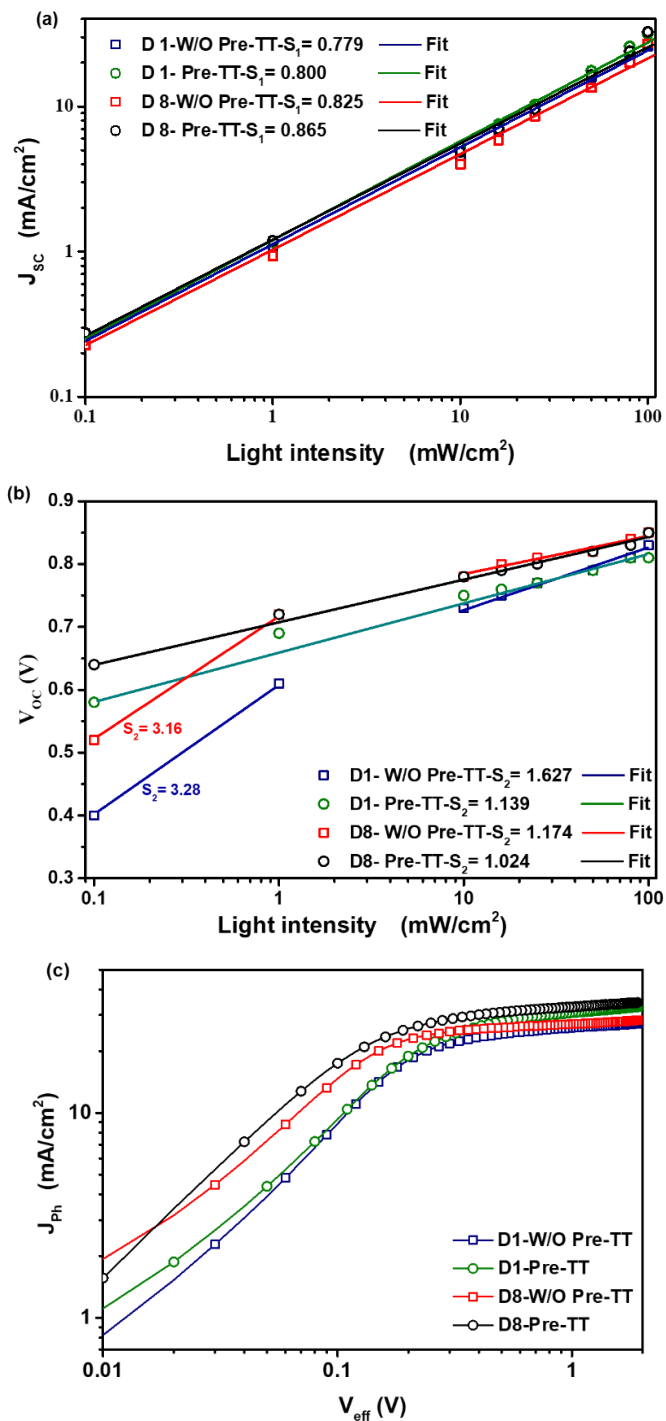 (a)
D 1-W/O Pre-TT-S1= 0.779 Fit
D 1- Pre-TT-S1= 0.800 Fit
D 8-W/O Pre-TT-S1= 0.825 Fit
D 8- Pre-TT-S1= 0.865 Fit
10
1
0.1
JSC (mA/cm2)
0.1 1 10 100
Light intensity (mW/cm2)
(b)
0.9
0.8
0.7
0.6
0.5
0.4
0.3
VOC (V)
S2= 3.16
S2= 3.28
D1- W/O Pre-TT-S2= 1.627 Fit
D1- Pre-TT-S2= 1.139 Fit
D8- W/O Pre-TT-S2= 1.174 Fit
D8- Pre-TT-S2= 1.024 Fit
0.1 1 10 100
Light intensity (mW/cm2)
(c)
10
1
JPh (mA/cm2)
D1-W/O Pre-TT
D1-Pre-TT
D8-W/O Pre-TT
D8-Pre-TT
0.01 0.1 1
Veff (V)